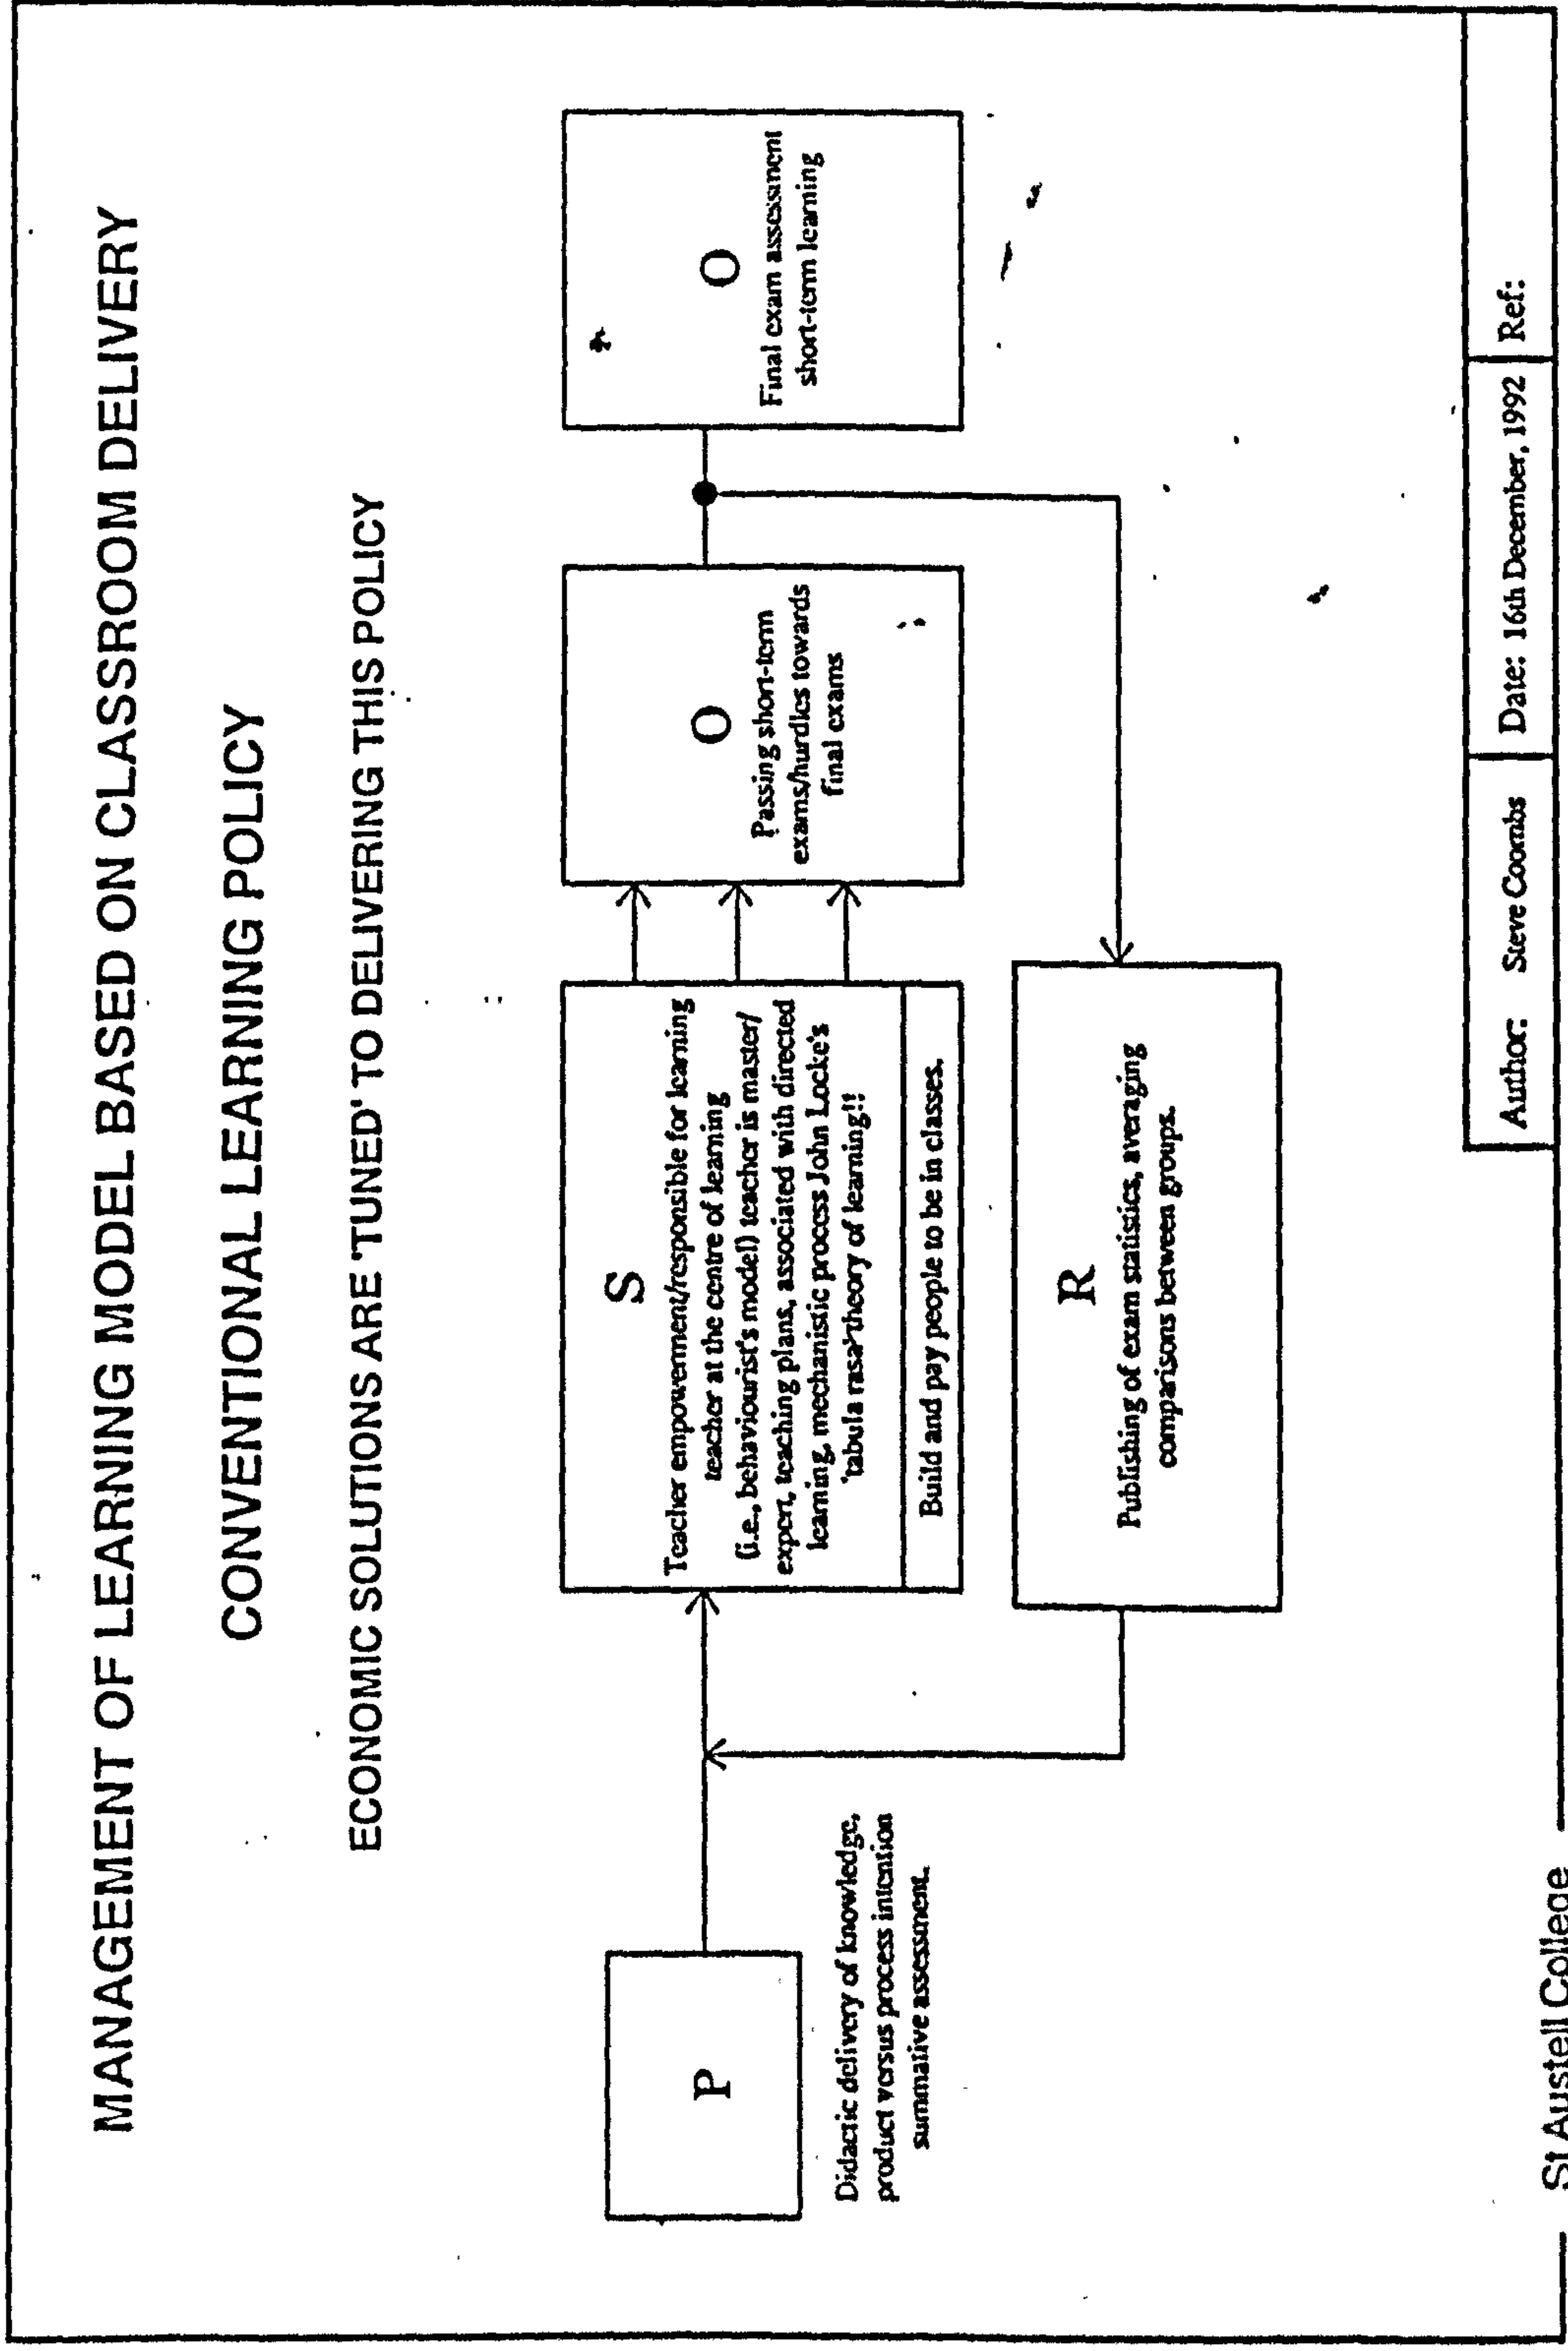 MANAGEMENT OF LEARNING MODEL BASED ON CLASSROOM DELIVERY
CONVENTIONAL LEARNING POLICY
ECONOMIC SOLUTIONS ARE 'TUNED' TO DELIVERING THIS POLICY
P
Didactic delivery of knowledge,
product versus process intention
summative assessment.
S
Teacher empowerment/responsible for learning
teacher at the centre of learning
(i.e., behaviourist's model) teacher is master/
expert, teaching plans, associated with directed
learning, mechanistic process John Locke's
'tabula rasa' theory of learning!!
Build and pay people to be in classes.
O
Passing short-term
exams/hurdles towards
final exams
O
Final exam assessment
short-term learning
R
Publishing of exam statistics, averaging
comparisons between groups.
Author: Steve Coombs
Date: 16th December, 1992
Ref:
St Austell College